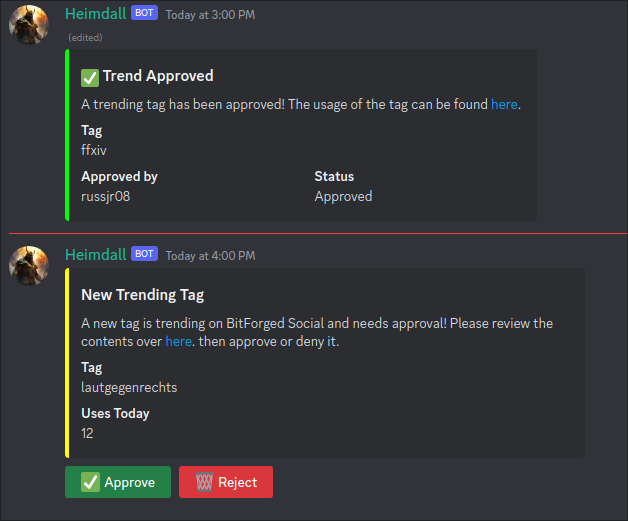 Heimdall BOT Today at 3:00 PM
(edited)
✅ Trend Approved
A trending tag has been approved! The usage of the tag can be found here.
Tag
ffxiv
Approved by Status
russjr08 Approved
Heimdall BOT Today at 4:00 PM
New Trending Tag
A new tag is trending on BitForged Social and needs approval! Please review the
contents over here. then approve or deny it.
Tag
lautgegenrechts
Uses Today
12
✅ Approve 🗑️ Reject